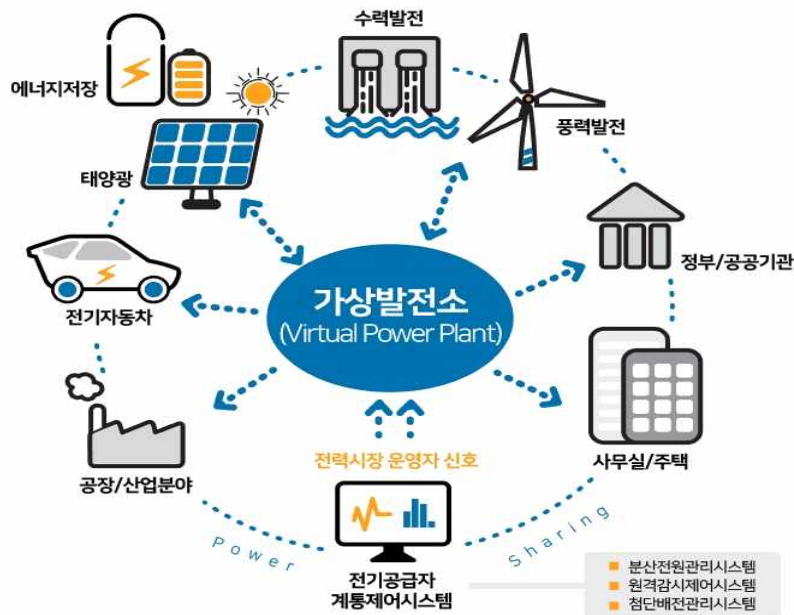 수력발전
에너지저장
풍력발전
태양광
정부/공공기관
가상발전소
(Virtual Power Plant)
전기자동차
전력시장 운영자 신호
사무실/주택
공장/산업분야
Power
Sharing
전기공급자
계통제어시스템
분산전원관리시스템
원격감시제어시스템
첨단배전관리시스템